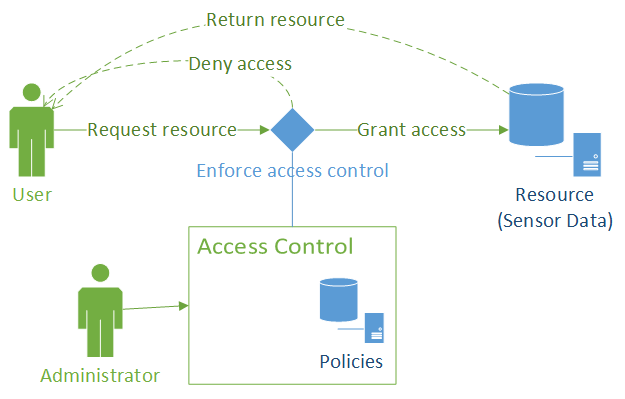 Return resource
Deny access
Request resource
Grant access
Enforce access control
User
Resource
(Sensor Data)
Access Control
Policies
Administrator